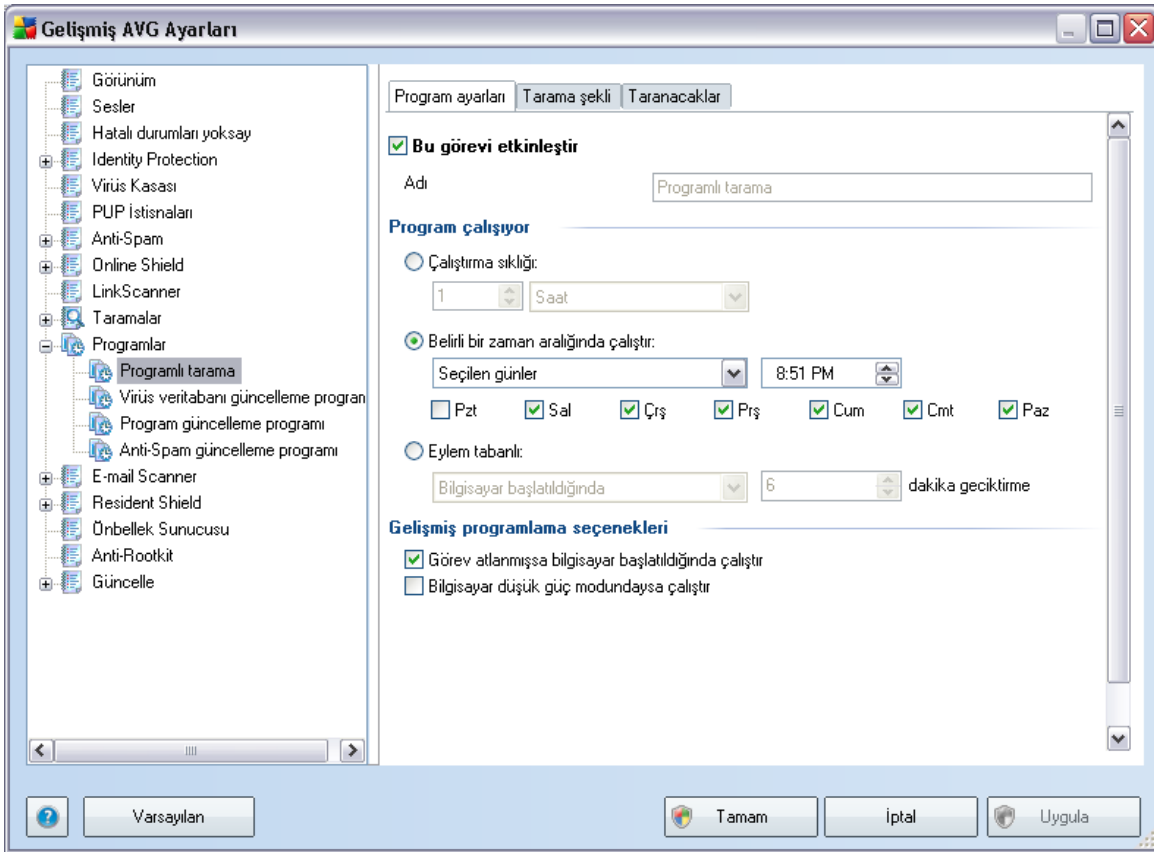 Gelişmiş AVG Ayarları
Görünüm
Sesler
Hatalı durumları yoksay
Identity Protection
Virüs Kasası
PUP İstisnaları
Anti-Spam
Online Shield
LinkScanner
Taramalar
Programlar
Programlı tarama
Virüs veritabanı güncelleme progran
Program güncelleme programı
Anti-Spam güncelleme programı
E-mail Scanner
Resident Shield
Önbellek Sunucusu
Anti-Rootkit
Güncelle
Program ayarları Tarama şekli Taranacaklar
Bu görevi etkinleştir
Adı Programlı tarama
Program çalışıyor
Çalıştırma sıklığı:
1 Saat
Belirli bir zaman aralığında çalıştır:
Seçilen günler 8:51 PM
Pzt Sal Çrş Prş Cum Cmt Paz
Eylem tabanlı:
Bilgisayar başlatıldığında 6 dakika geciktirme
Gelişmiş programlama seçenekleri
Görev atlanmışsa bilgisayar başlatıldığında çalıştır
Bilgisayar düşük güç modundaysa çalıştır
? Varsayılan Tamam İptal Uygula